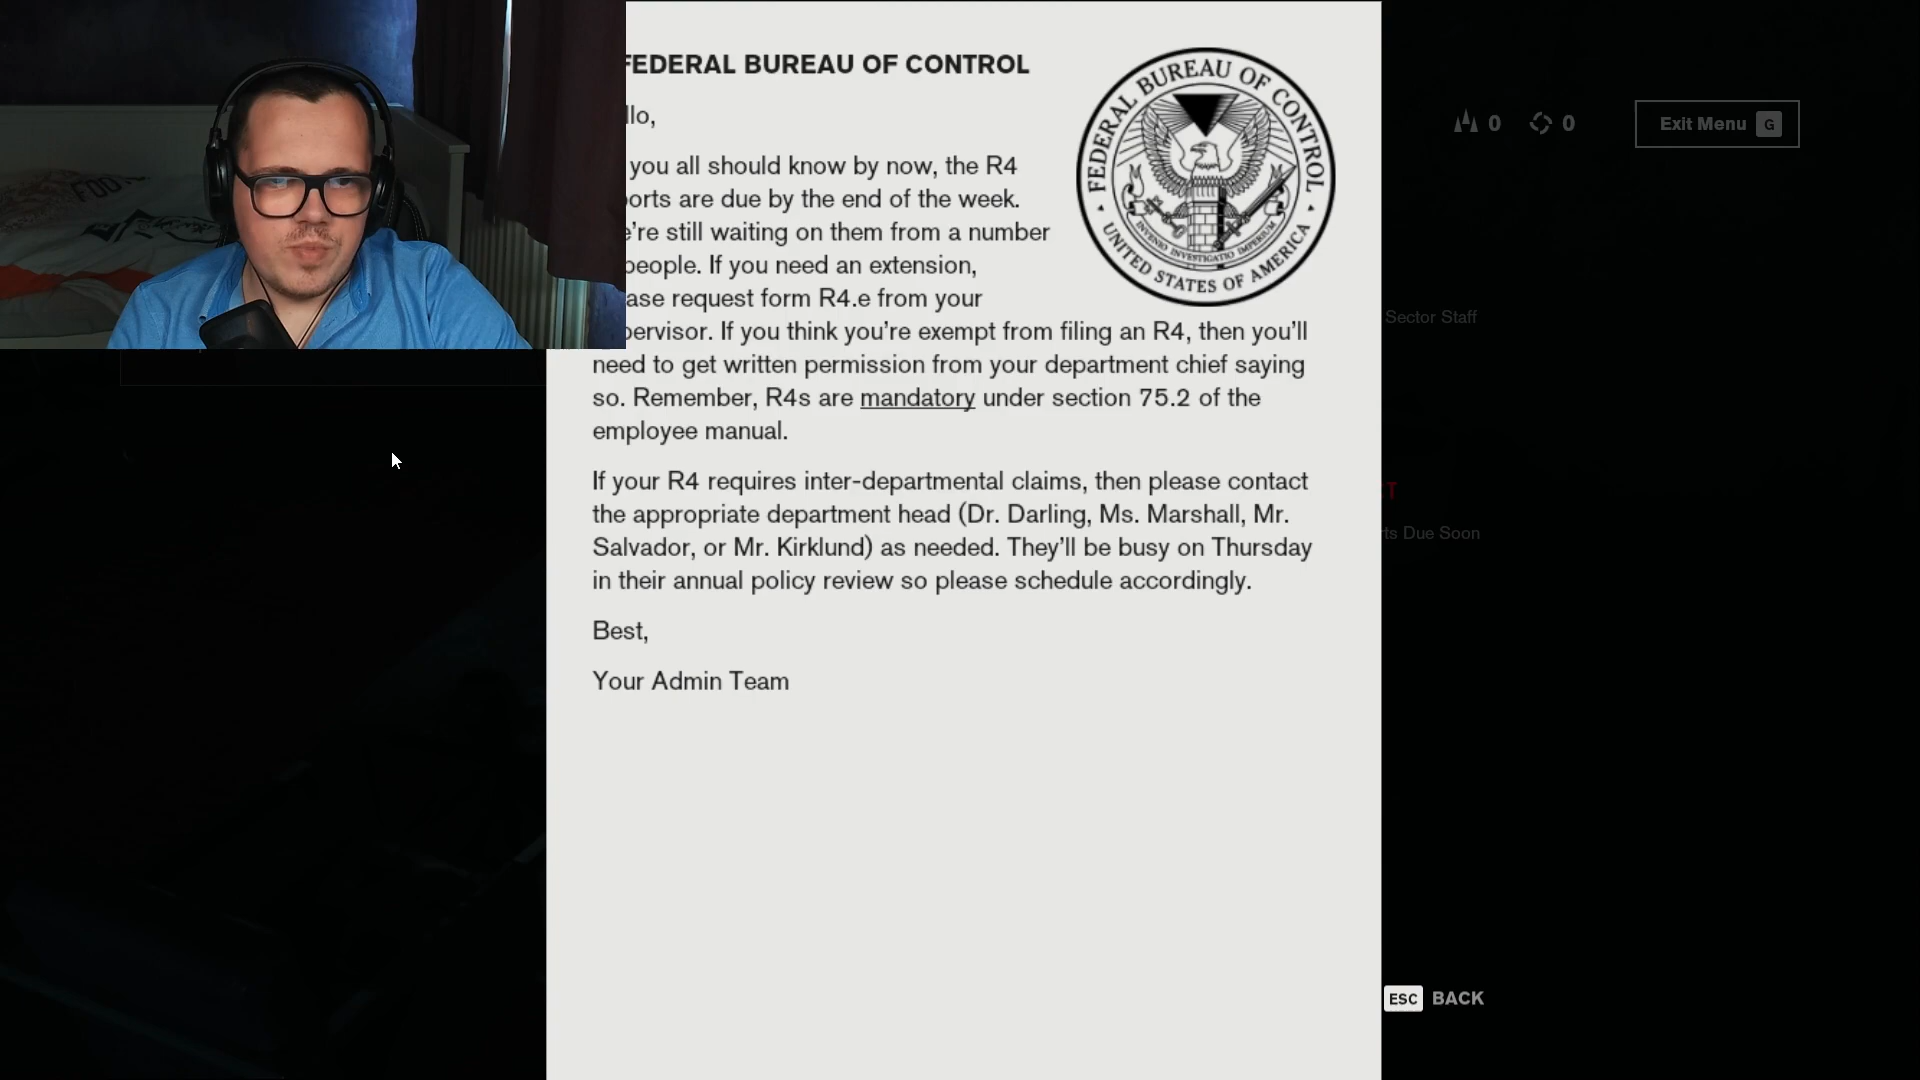 FEDERAL BUREAU OF CONTROL
FEDERAL BUREAU OF CONTROL
UNITED STATES OF AMERICA
INVENIO INVESTIGATIO IMPERIUM
llo,
you all should know by now, the R4
orts are due by the end of the week.
e're still waiting on them from a number
people. If you need an extension,
ase request form R4.e from your
pervisor. If you think you're exempt from filing an R4, then you'll
need to get written permission from your department chief saying
so. Remember, R4s are mandatory under section 75.2 of the
employee manual.
If your R4 requires inter-departmental claims, then please contact
the appropriate department head (Dr. Darling, Ms. Marshall, Mr.
Salvador, or Mr. Kirklund) as needed. They'll be busy on Thursday
in their annual policy review so please schedule accordingly.
Best,
Your Admin Team
0 0
Exit Menu G
Sector Staff
T
ts Due Soon
ESC BACK